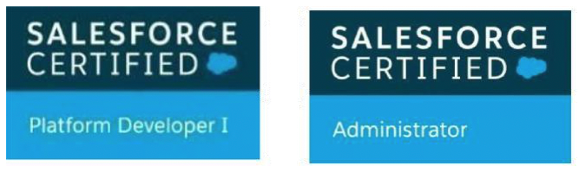 SALESFORCE
CERTIFIED
Platform Developer I
SALESFORCE
CERTIFIED
Administrator